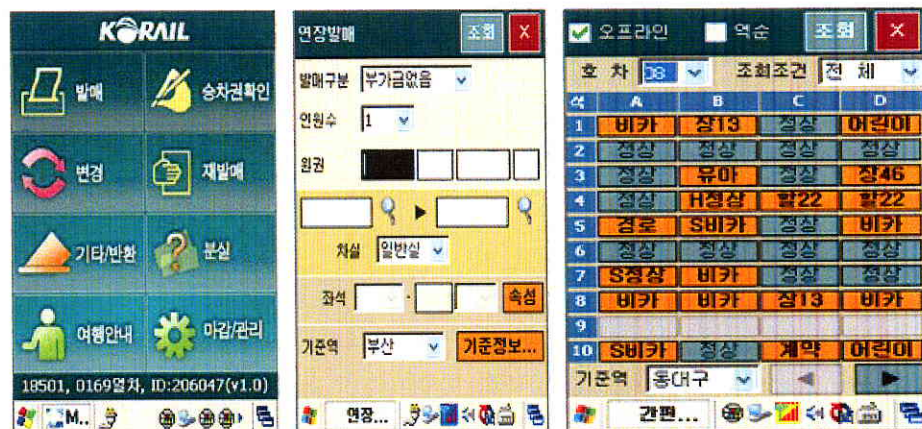 KORAIL
발매 승차권확인
변경 재발매
기타/반환 분실
여행안내 마감/관리
18501, 0169열차, ID:206047(v1.0)
M..
연장발매 조회 X
발매구분 부가금없음
인원수 1
원권
차실 일반실
좌석 - 속성
기준역 부산 기준정보...
연장...
오프라인 역순 조회 X
호 차 08 조회조건 전 체
석 A B C D
1 비카 장13 정상 어린이
2 정상 정상 정상 정상
3 정상 유아 정상 장46
4 정상 H정상 할22 할22
5 경로 S비카 정상 비카
6 정상 정상 정상 정상
7 S정상 비카 정상 정상
8 비카 비카 장13 비카
9
10 S비카 정상 계약 어린이
기준역 동대구
간편...